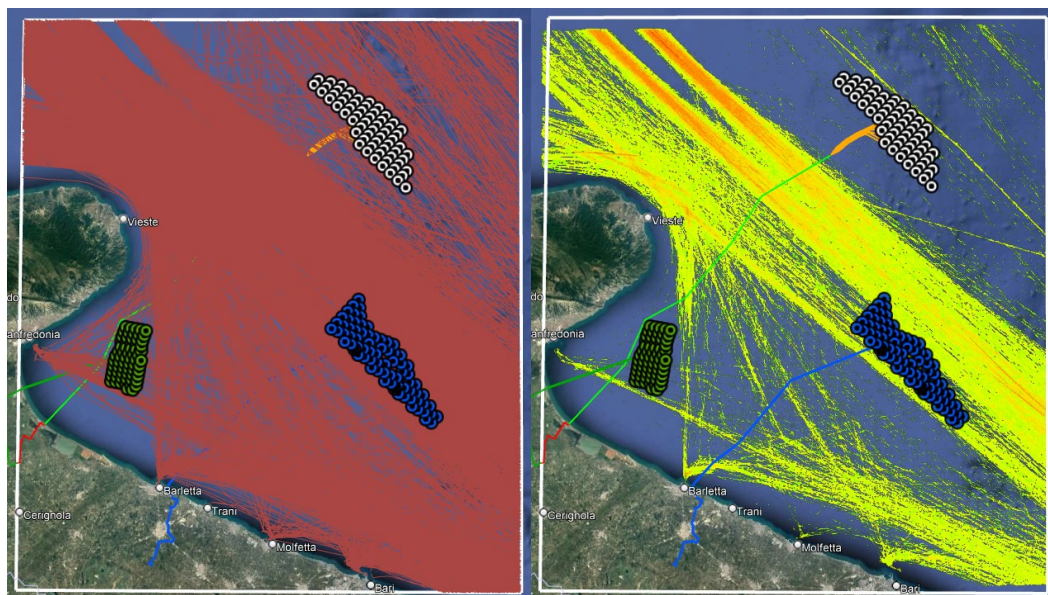 Vieste
do
anfredonia
Barletta
Trani
Cerignola
Molfetta
Bari
Vieste
do
anfredonia
Barletta
Trani
Cerignola
Molfetta
Bari